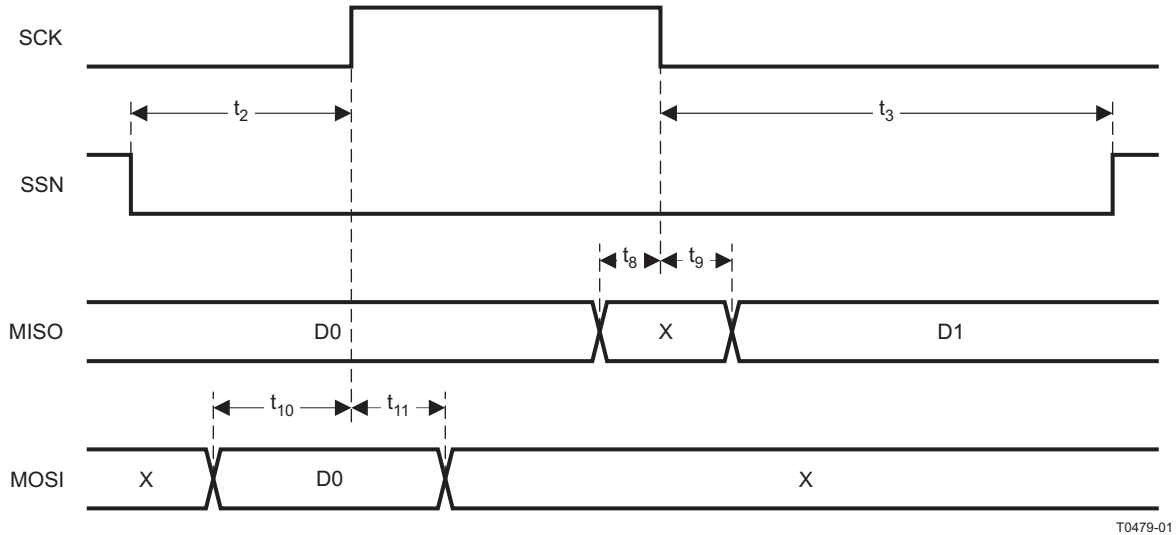 SCK
t2
t3
SSN
t8
t9
MISO
D0
X
D1
t10
t11
MOSI
X
D0
X
T0479-01